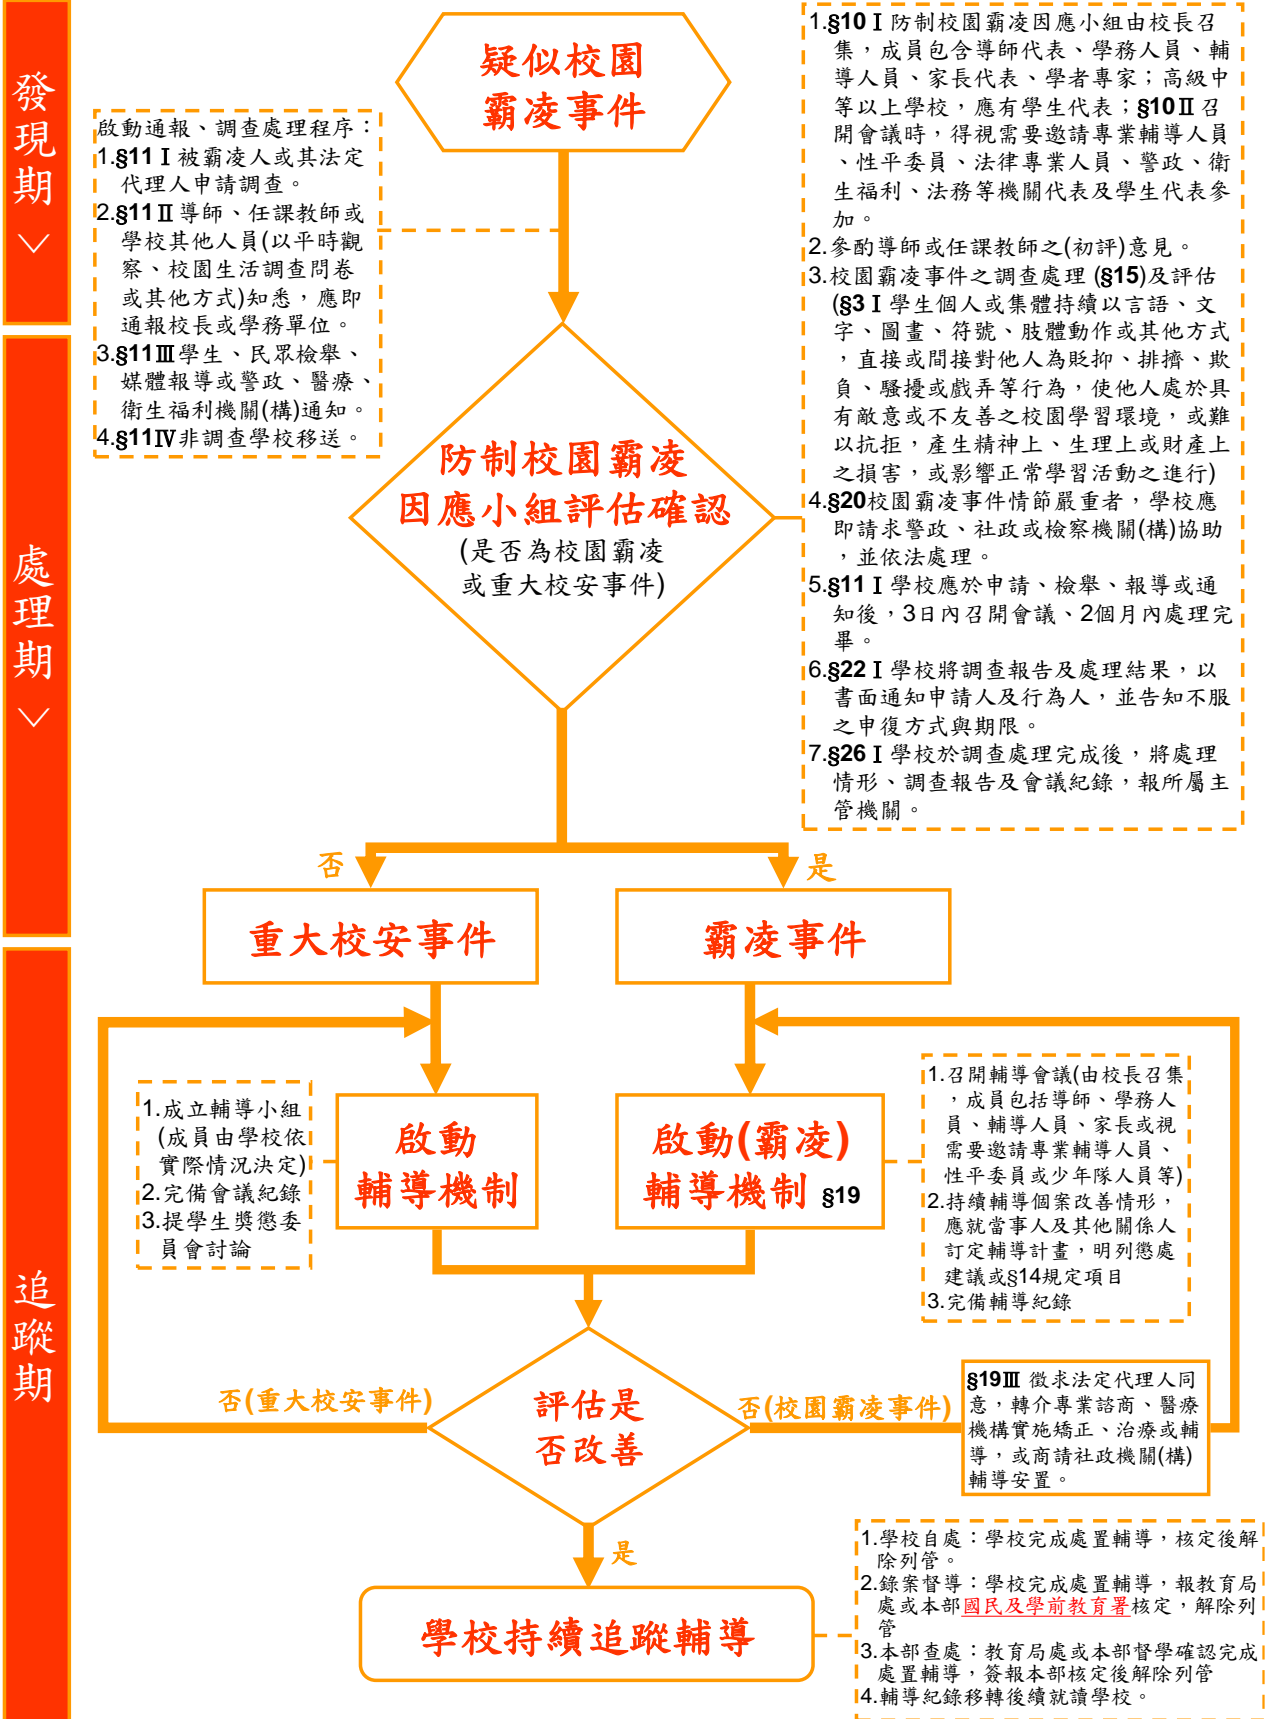 發現期
疑似校園
霸凌事件
啟動通報、調查處理程序：
1.§11Ⅰ被霸凌人或其法定
代理人申請調查。
2.§11Ⅱ導師、任課教師或
學校其他人員(以平時觀
察、校園生活調查問卷
或其他方式)知悉，應即
通報校長或學務單位。
3.§11Ⅲ學生、民眾檢舉、
媒體報導或警政、醫療、
衛生福利機關(構)通知。
4.§11Ⅳ非調查學校移送。
1.§10Ⅰ防制校園霸凌因應小組由校長召
集，成員包含導師代表、學務人員、輔
導人員、家長代表、學者專家；高級中
等以上學校，應有學生代表；§10Ⅱ召
開會議時，得視需要邀請專業輔導人員
、性平委員、法律專業人員、警政、衛
生福利、法務等機關代表及學生代表參
加。
2.參酌導師或任課教師之(初評)意見。
3.校園霸凌事件之調查處理 (§15)及評估
(§3Ⅰ學生個人或集體持續以言語、文
字、圖畫、符號、肢體動作或其他方式
，直接或間接對他人為貶抑、排擠、欺
負、騷擾或戲弄等行為，使他人處於具
有敵意或不友善之校園學習環境，或難
以抗拒，產生精神上、生理上或財產上
之損害，或影響正常學習活動之進行)
4.§20校園霸凌事件情節嚴重者，學校應
即請求警政、社政或檢察機關(構)協助
，並依法處理。
5.§11Ⅰ學校應於申請、檢舉、報導或通
知後，3日內召開會議、2個月內處理完
畢。
6.§22Ⅰ學校將調查報告及處理結果，以
書面通知申請人及行為人，並告知不服
之申復方式與期限。
7.§26Ⅰ學校於調查處理完成後，將處理
情形、調查報告及會議紀錄，報所屬主
管機關。
處理期
防制校園霸凌
因應小組評估確認
(是否為校園霸凌
或重大校安事件)
否
是
重大校安事件
霸凌事件
追蹤期
1.成立輔導小組
(成員由學校依
實際情況決定)
2.完備會議紀錄
3.提學生獎懲委
員會討論
啟動
輔導機制
啟動(霸凌)
輔導機制 §19
1.召開輔導會議(由校長召集
，成員包括導師、學務人
員、輔導人員、家長或視
需要邀請專業輔導人員、
性平委員或少年隊人員等)
2.持續輔導個案改善情形，
應就當事人及其他關係人
訂定輔導計畫，明列懲處
建議或§14規定項目
3.完備輔導紀錄
否(重大校安事件)
評估是
否改善
否(校園霸凌事件)
§19Ⅲ 徵求法定代理人同
意，轉介專業諮商、醫療
機構實施矯正、治療或輔
導，或商請社政機關(構)
輔導安置。
是
學校持續追蹤輔導
1.學校自處：學校完成處置輔導，核定後解
除列管。
2.錄案督導：學校完成處置輔導，報教育局
處或本部國民及學前教育署核定，解除列
管
3.本部查處：教育局處或本部督學確認完成
處置輔導，簽報本部核定後解除列管
4.輔導紀錄移轉後續就讀學校。